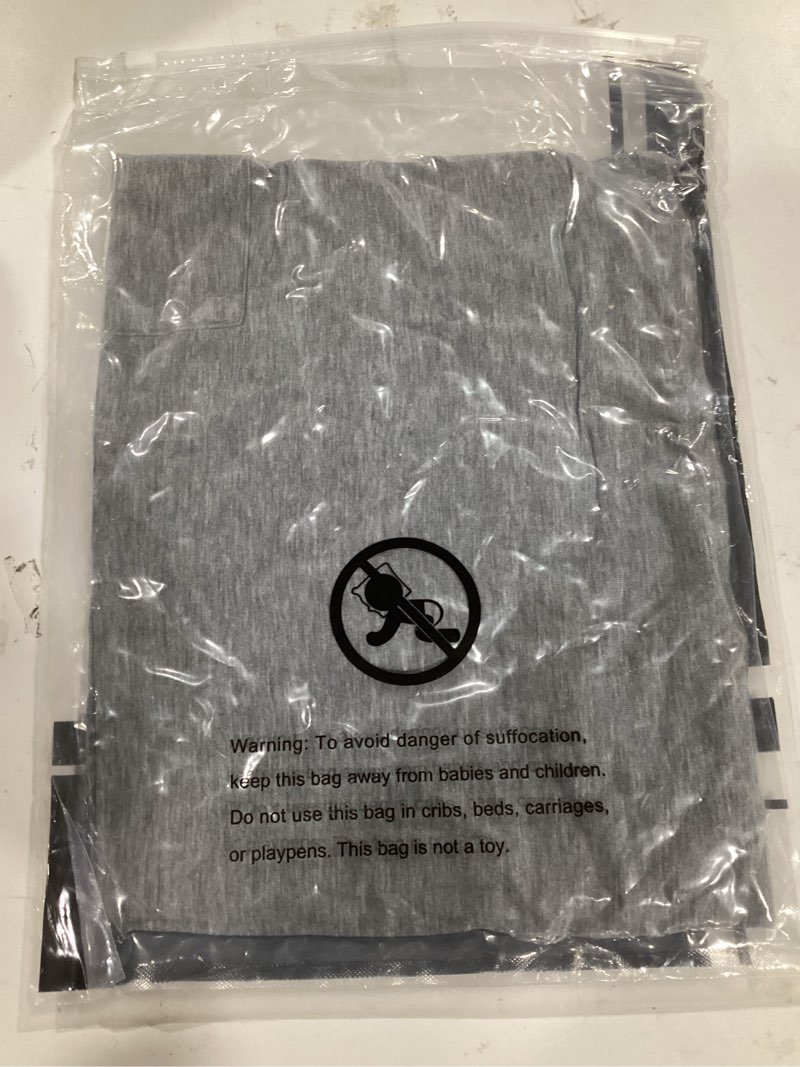 Warning: To avoid danger of suffocation,
keep this bag away from babies and children.
Do not use this bag in cribs, beds, carriages,
or playpens. This bag is not a toy.